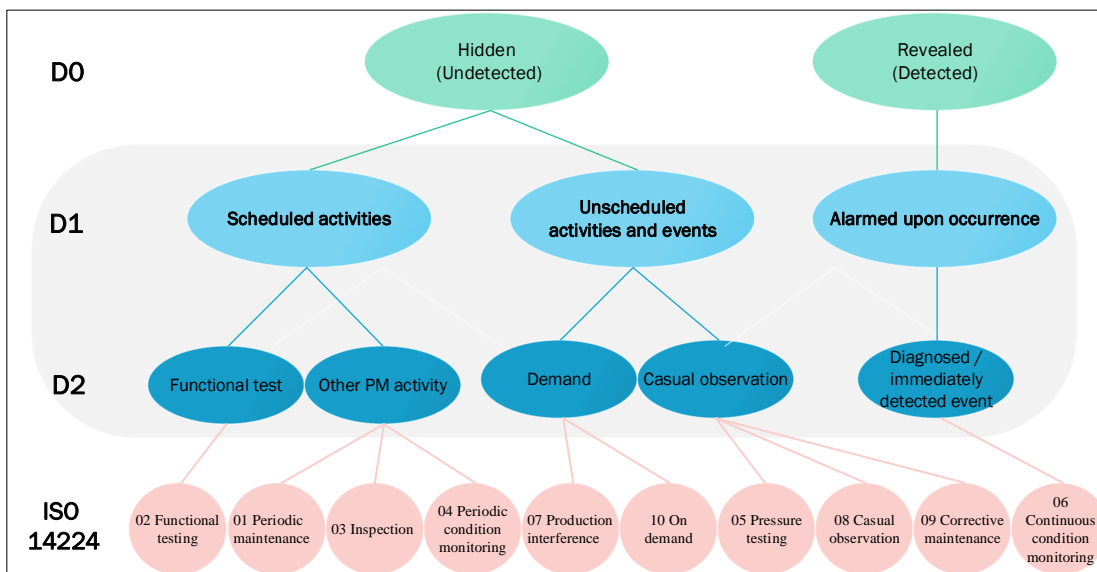 D0
Hidden
(Undetected)
Revealed
(Detected)
D1
Scheduled activities
Unscheduled
activities and events
Alarmed upon occurrence
D2
Functional test
Other PM activity
Demand
Casual observation
Diagnosed /
immediately
detected event
ISO
14224
02 Functional
testing
01 Periodic
maintenance
03 Inspection
04 Periodic
condition
monitoring
07 Production
interference
10 On
demand
05 Pressure
testing
08 Casual
observation
09 Corrective
maintenance
06
Continuous
condition
monitoring